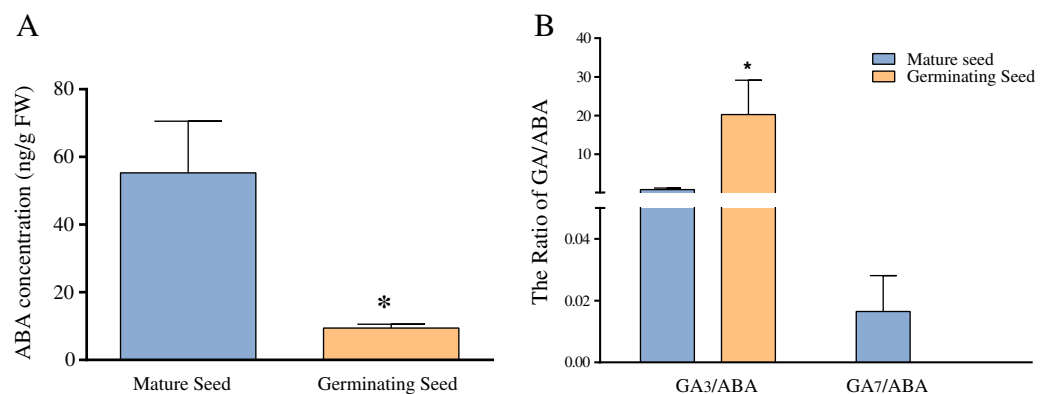 A
ABA concentration (ng/g FW)
80
60
40
20
0
*
Mature Seed
Germinating Seed
B
The Ratio of GA/ABA
40
30
20
10
0.04
0.02
0.00
*
Mature seed
Germinating Seed
GA3/ABA
GA7/ABA